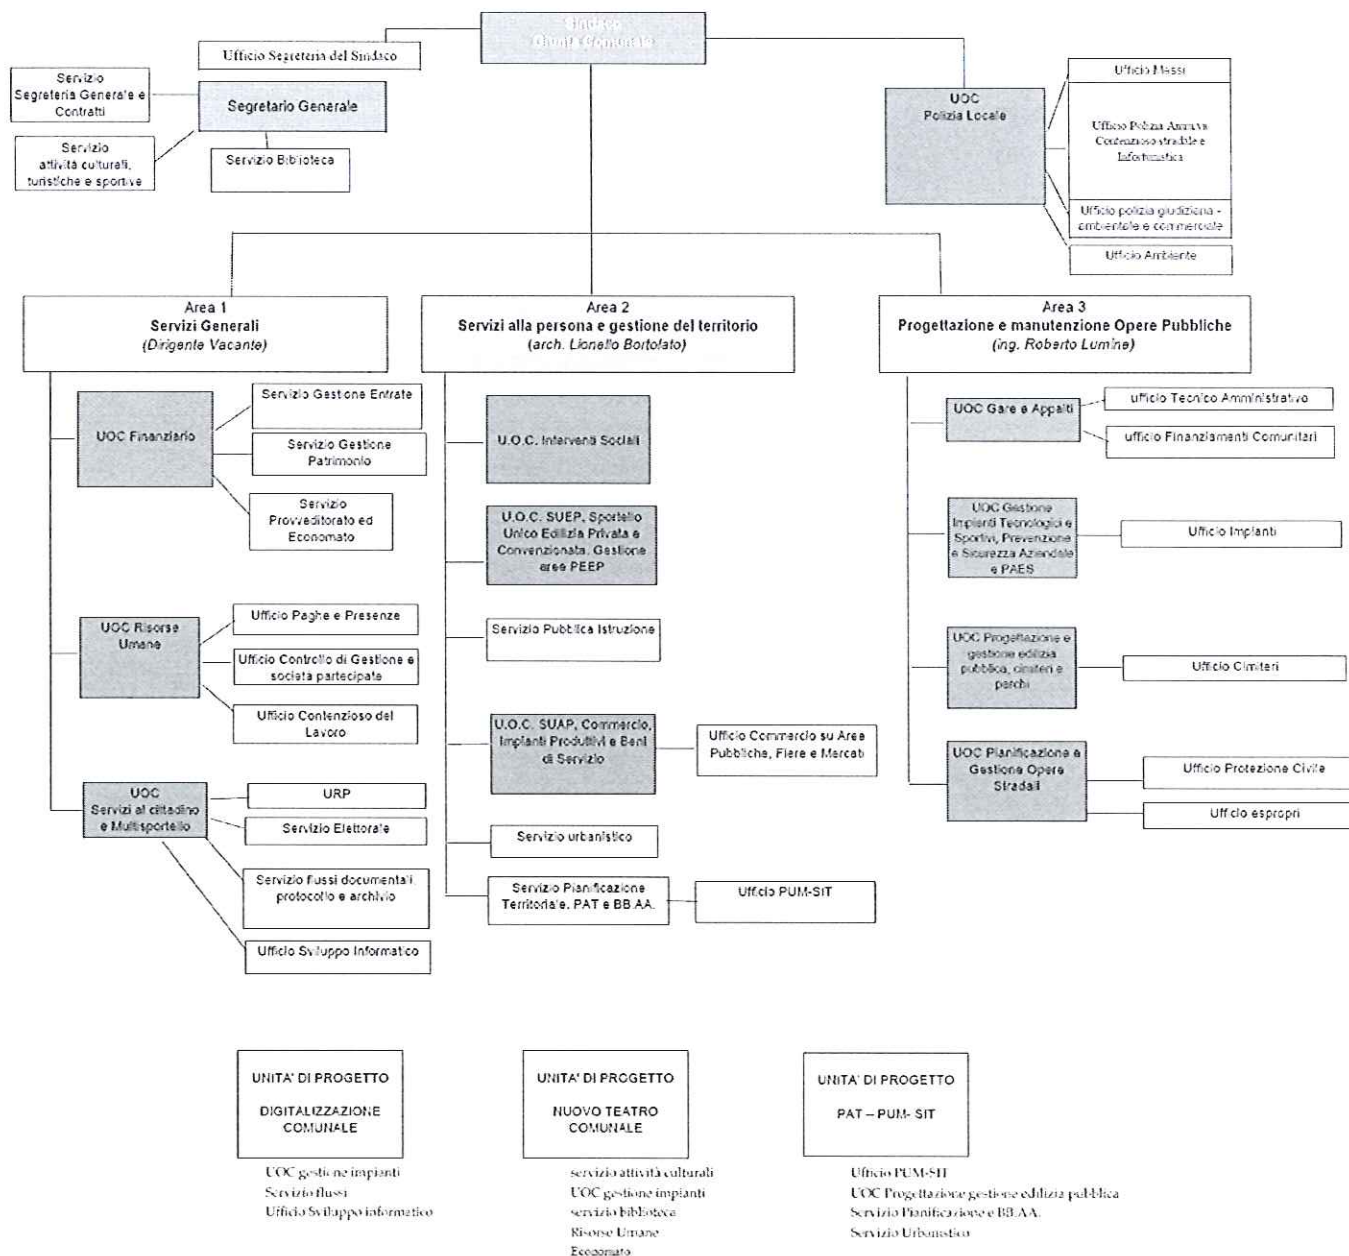 Sindaco
Giunta Comunale
Ufficio Segreteria del Sindaco
Servizio
Segreteria Generale e
Contratti
Segretario Generale
Servizio
attività culturali,
turistiche e sportive
Servizio Biblioteca
UOC
Polizia Locale
Ufficio Messi
Ufficio Polizia Amm.va
Contenzioso stradale e
Infortunistica
Ufficio polizia giudiziaria -
ambientale e commerciale
Ufficio Ambiente
Area 1
Servizi Generali
(Dirigente Vacante)
Area 2
Servizi alla persona e gestione del territorio
(arch. Lionello Bortolato)
Area 3
Progettazione e manutenzione Opere Pubbliche
(ing. Roberto Lumine)
UOC Finanziario
Servizio Gestione Entrate
Servizio Gestione
Patrimonio
Servizio
Provveditorato ed
Economato
UOC Risorse
Umane
Ufficio Paghe e Presenze
Ufficio Controllo di Gestione e
società partecipate
Ufficio Contenzioso del
Lavoro
UOC
Servizi al cittadino
e Multisportello
URP
Servizio Elettorale
Servizio flussi documentali,
protocollo e archivio
Ufficio Sviluppo Informatico
U.O.C. Interventi Sociali
U.O.C. SUEP, Sportello
Unico Edilizia Privata e
Convenzionata, Gestione
aree PEEP
Servizio Pubblica Istruzione
U.O.C. SUAP, Commercio,
Impianti Produttivi e Beni
di Servizio
Ufficio Commercio su Area
Pubbliche, Fiere e Mercati
Servizio urbanistico
Servizio Pianificazione
Territoriale, PAT e BB.AA.
Ufficio PUM-SIT
UOC Gare e Appalti
ufficio Tecnico Amministrativo
ufficio Finanziamenti Comunitari
UOC Gestione
Impianti Tecnologici e
Sportivi, Prevenzione
e Sicurezza Aziendale
e PAES
Ufficio Impianti
UOC Progettazione e
gestione edilizia
pubblica, cimiteri e
parchi
Ufficio Cimiteri
UOC Pianificazione e
Gestione Opere
Stradali
Ufficio Protezione Civile
Ufficio espropri
UNITA' DI PROGETTO
DIGITALIZZAZIONE
COMUNALE
UOC gestione impianti
Servizio flussi
Ufficio Sviluppo informatico
UNITA' DI PROGETTO
NUOVO TEATRO
COMUNALE
servizio attività culturali
UOC gestione impianti
servizio biblioteca
Risorse Umane
Economato
UNITA' DI PROGETTO
PAT – PUM- SIT
Ufficio PUM-SIT
UOC Progettazione gestione edilizia pubblica
Servizio Pianificazione e BB.AA.
Servizio Urbanistico